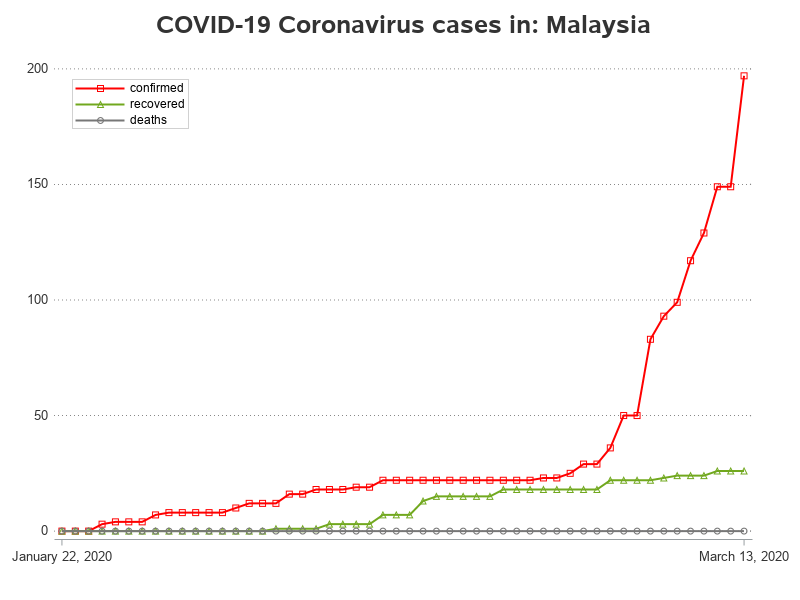 COVID-19 Coronavirus cases in: Malaysia
200
confirmed
recovered
deaths
150
100
50
0
January 22, 2020
March 13, 2020